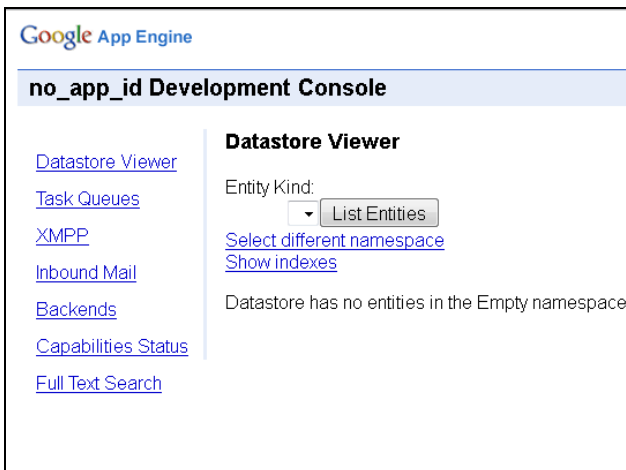 Google App Engine
no_app_id Development Console
Datastore Viewer
Task Queues
XMPP
Inbound Mail
Backends
Capabilities Status
Full Text Search
Datastore Viewer
Entity Kind:
List Entities
Select different namespace
Show indexes
Datastore has no entities in the Empty namespace